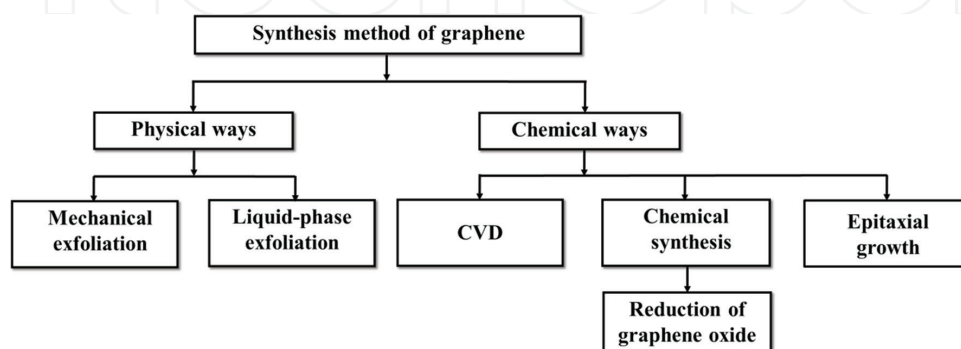 Synthesis method of graphene
Physical ways
Chemical ways
Mechanical
exfoliation
Liquid-phase
exfoliation
CVD
Chemical
synthesis
Epitaxial
growth
Reduction of
graphene oxide